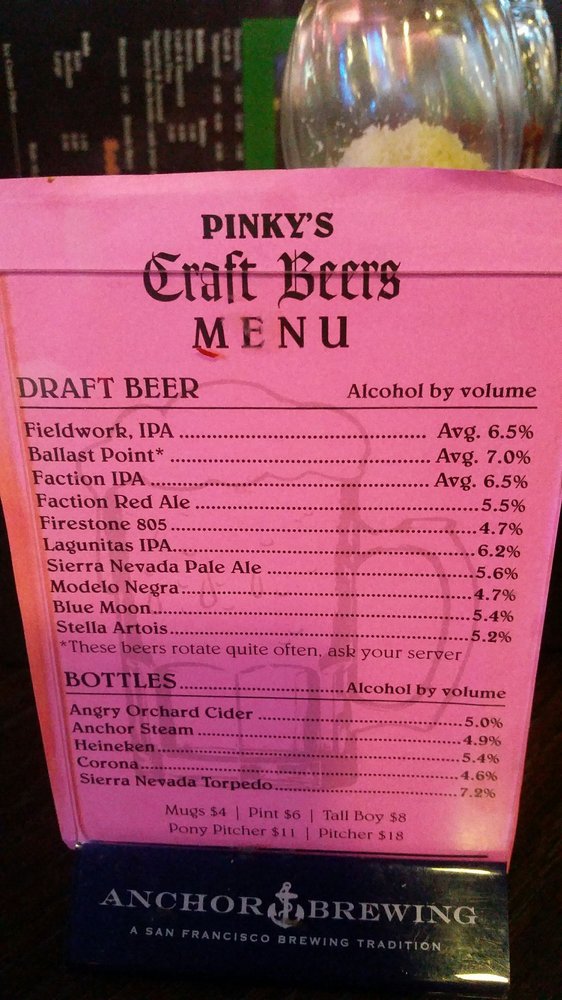 PINKY'S
Craft Beers
MENU
DRAFT BEER Alcohol by volume
Fieldwork, IPA ........................................ Avg. 6.5%
Ballast Point* .......................................... Avg. 7.0%
Faction IPA .............................................. Avg. 6.5%
Faction Red Ale ............................................. 5.5%
Firestone 805 ................................................. 4.7%
Lagunitas IPA ................................................. 6.2%
Sierra Nevada Pale Ale .................................. 5.6%
Modelo Negra ................................................ 4.7%
Blue Moon ..................................................... 5.4%
Stella Artois ................................................... 5.2%
*These beers rotate quite often, ask your server
BOTTLES .............................. Alcohol by volume
Angry Orchard Cider .................................... 5.0%
Anchor Steam ............................................... 4.9%
Heineken ....................................................... 5.4%
Corona ........................................................... 4.6%
Sierra Nevada Torpedo ................................. 7.2%
Mugs $4 | Pint $6 | Tall Boy $8
Pony Pitcher $11 | Pitcher $18
ANCHOR BREWING
A SAN FRANCISCO BREWING TRADITION